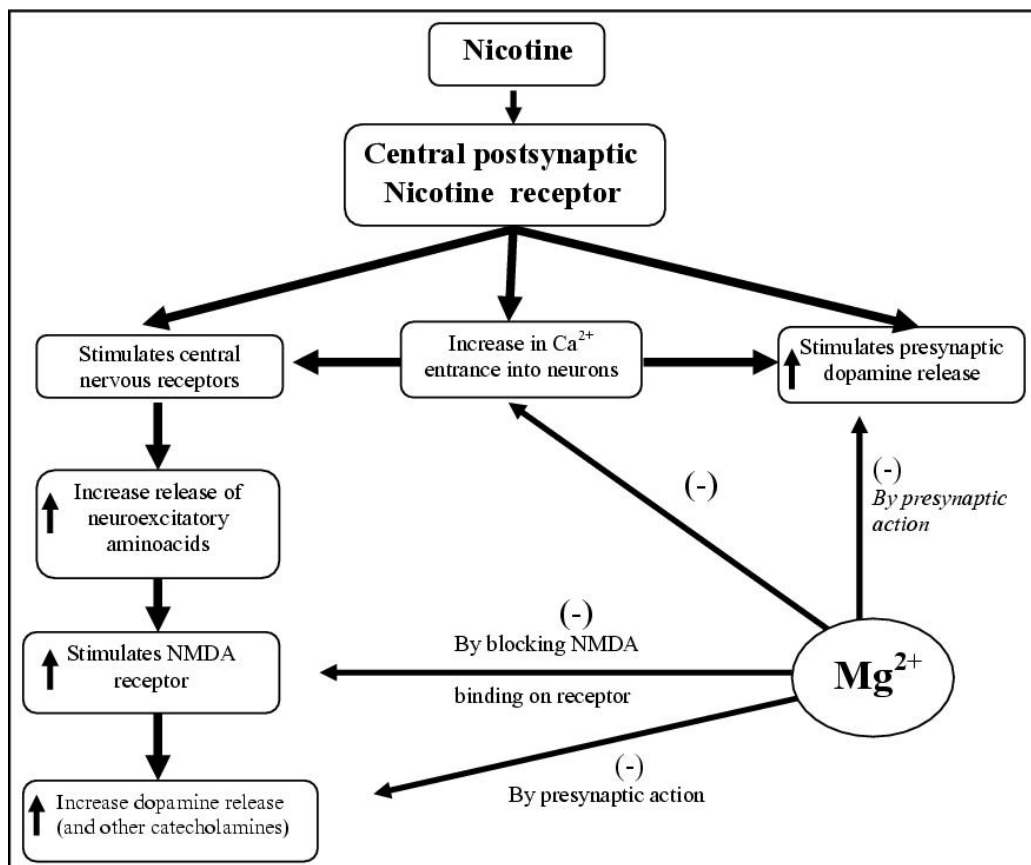 Nicotine
Central postsynaptic
Nicotine receptor
Stimulates central
nervous receptors
Increase in Ca²⁺
entrance into neurons
Stimulates presynaptic
dopamine release
(-)
(-)
By presynaptic
action
Increase release of
neuroexcitatory
aminoacids
(-)
By blocking NMDA
binding on receptor
Stimulates NMDA
receptor
Mg²⁺
(-)
By presynaptic action
Increase dopamine release
(and other catecholamines)